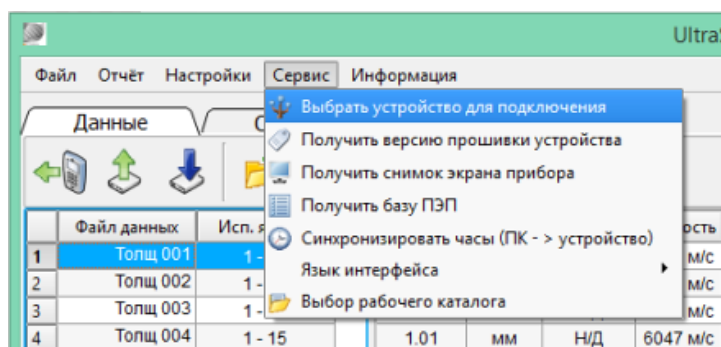 UltraS
Файл Отчёт Настройки Сервис Информация
Данные С
Выбрать устройство для подключения
Получить версию прошивки устройства
Получить снимок экрана прибора
Получить базу ПЭП
Синхронизировать часы (ПК - > устройство)
Язык интерфейса
Выбор рабочего каталога
Файл данных Исп. я ость
1 Толщ 001 1 - м/с
2 Толщ 002 1 - м/с
3 Толщ 003 1 - м/с
4 Толщ 004 1 - 15 1.01 мм Н/Д 6047 м/с